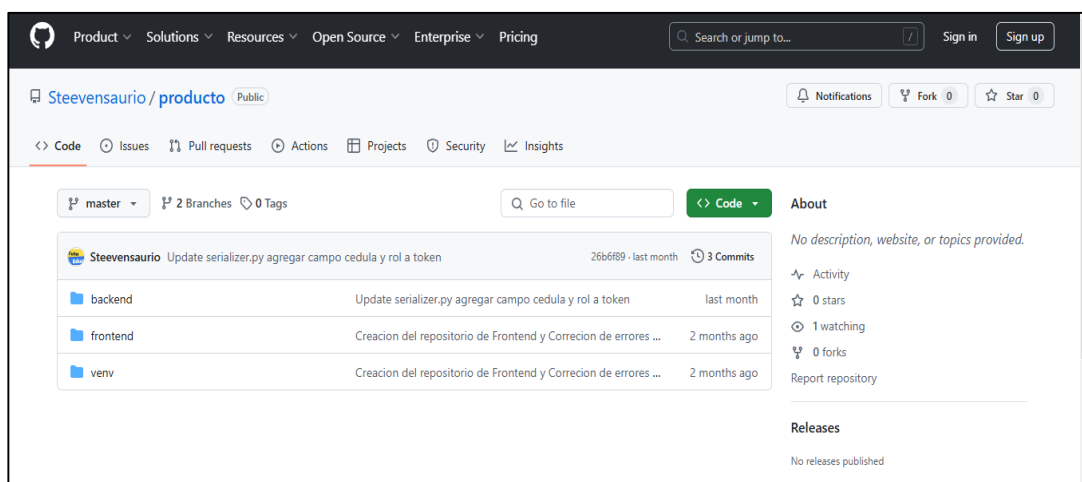 Product Solutions Resources Open Source Enterprise Pricing Search or jump to... / Sign in Sign up
Steevensaurio / producto Public Notifications Fork 0 Star 0
Code Issues Pull requests Actions Projects Security Insights
master 2 Branches 0 Tags Go to file Code
Steevensaurio Update serializer.py agregar campo cedula y rol a token 26b6f89 · last month 3 Commits
backend Update serializer.py agregar campo cedula y rol a token last month
frontend Creacion del repositorio de Frontend y Correcion de errores ... 2 months ago
venv Creacion del repositorio de Frontend y Correcion de errores ... 2 months ago
About
No description, website, or topics provided.
Activity
0 stars
1 watching
0 forks
Report repository
Releases
No releases published